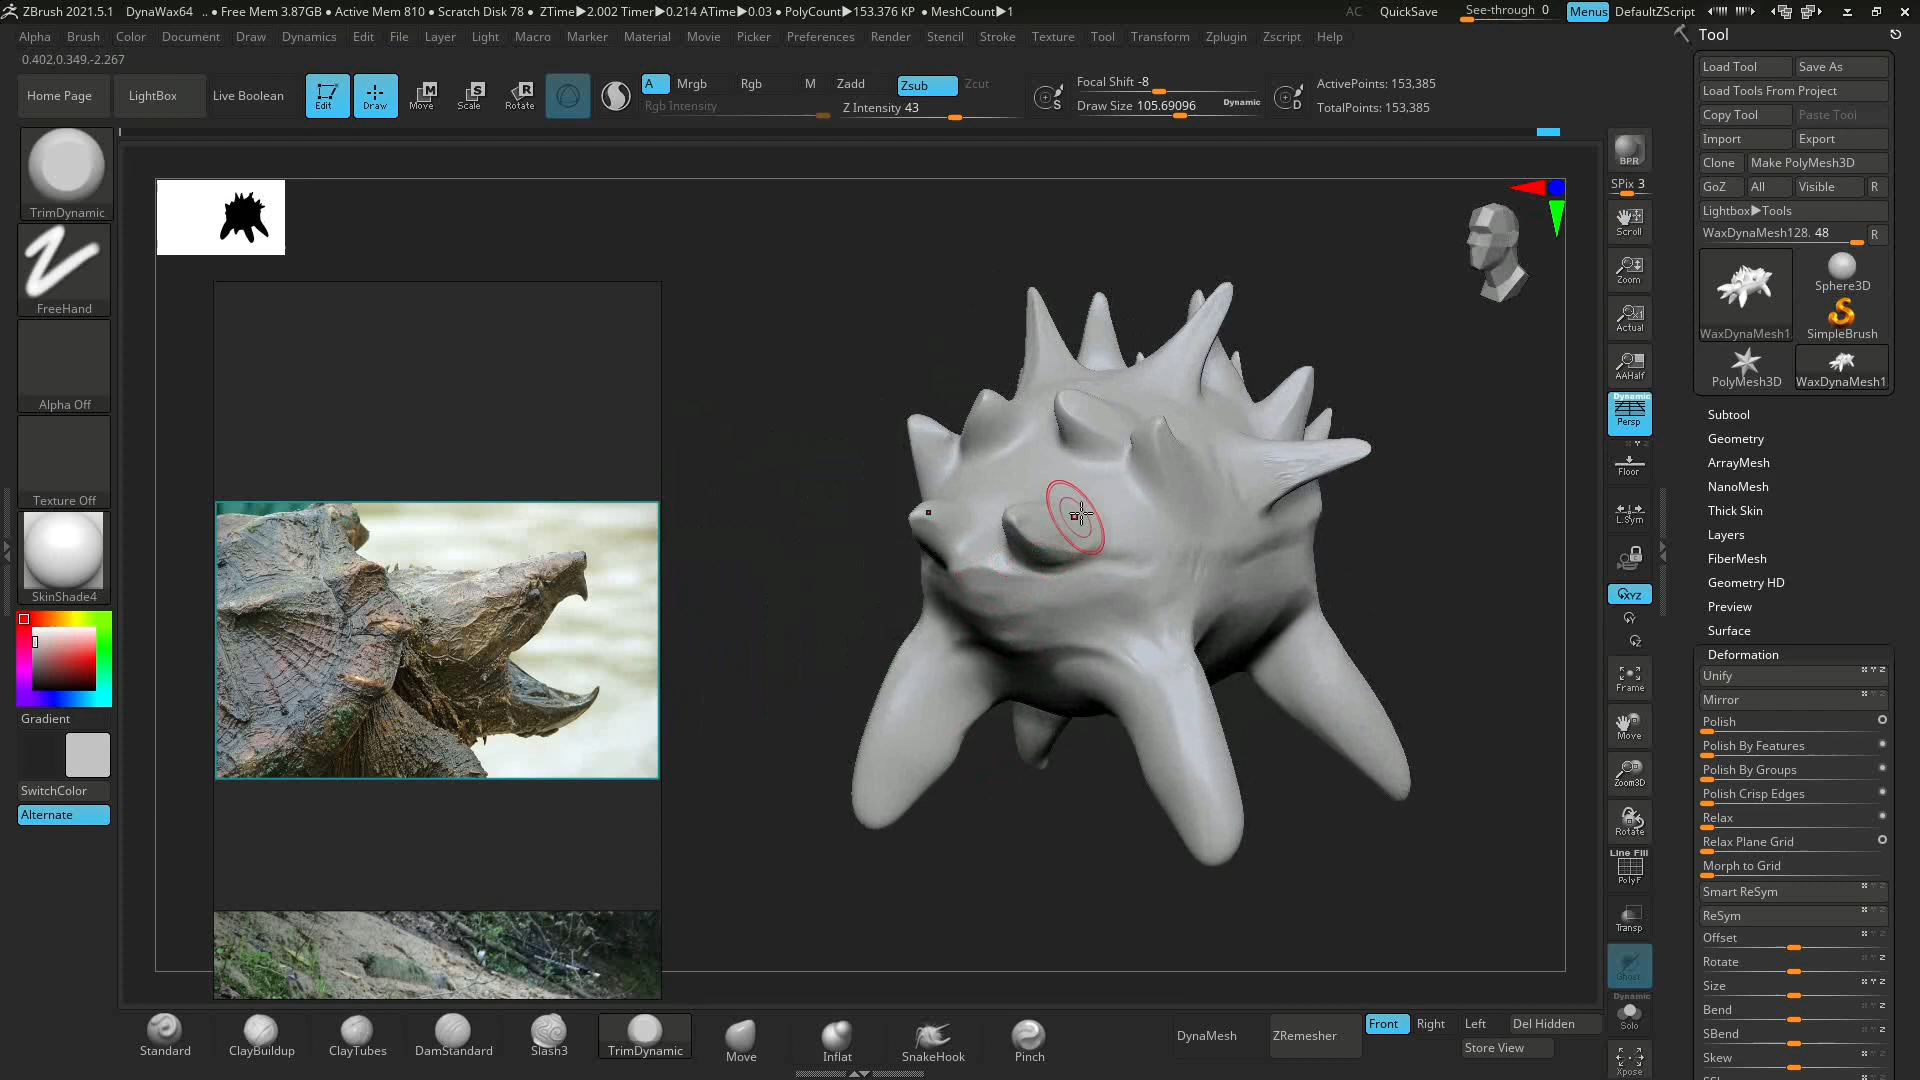 ZBrush 2021.5.1 DynaWax64 .. ● Free Mem 3.87GB ● Active Mem 810 ● Scratch Disk 78 ● ZTime▶2.002 Timer▶0.214 ATime▶0.03 ● PolyCount▶153.376 KP ● MeshCount▶1 AC QuickSave See-through 0 Menus DefaultZScript
Alpha Brush Color Document Draw Dynamics Edit File Layer Light Macro Marker Material Movie Picker Preferences Render Stencil Stroke Texture Tool Transform Zplugin Zscript Help
0.402,0.349,-2.267
Home Page LightBox Live Boolean Edit Draw Move Scale Rotate
A Mrgb Rgb M Zadd Zsub Zcut
Rgb Intensity Z Intensity 43
S Focal Shift -8
Draw Size 105.69096 Dynamic
D ActivePoints: 153,385
TotalPoints: 153,385
TrimDynamic
FreeHand
Alpha Off
Texture Off
SkinShade4
Gradient
SwitchColor
Alternate
BPR
SPix 3
Scroll
Zoom
Actual
AAHalf
Dynamic
Persp
Floor
L.Sym
XYZ
Y
Z
Frame
Move
Zoom3D
Rotate
Line Fill
PolyF
Transp
Ghost
Dynamic
Solo
Xpose
Tool
Load Tool Save As
Load Tools From Project
Copy Tool Paste Tool
Import Export
Clone Make PolyMesh3D
GoZ All Visible R
Lightbox▶Tools
WaxDynaMesh128. 48 R
WaxDynaMesh1
Sphere3D
SimpleBrush
PolyMesh3D
WaxDynaMesh1
Subtool
Geometry
ArrayMesh
NanoMesh
Thick Skin
Layers
FiberMesh
Geometry HD
Preview
Surface
Deformation
Unify
Mirror
Polish
Polish By Features
Polish By Groups
Polish Crisp Edges
Relax
Relax Plane Grid
Morph to Grid
Smart ReSym
ReSym
Offset
Rotate
Size
Bend
SBend
Skew
Standard ClayBuildup ClayTubes DamStandard Slash3 TrimDynamic Move Inflat SnakeHook Pinch
DynaMesh ZRemesher Front Right Left Del Hidden
Store View